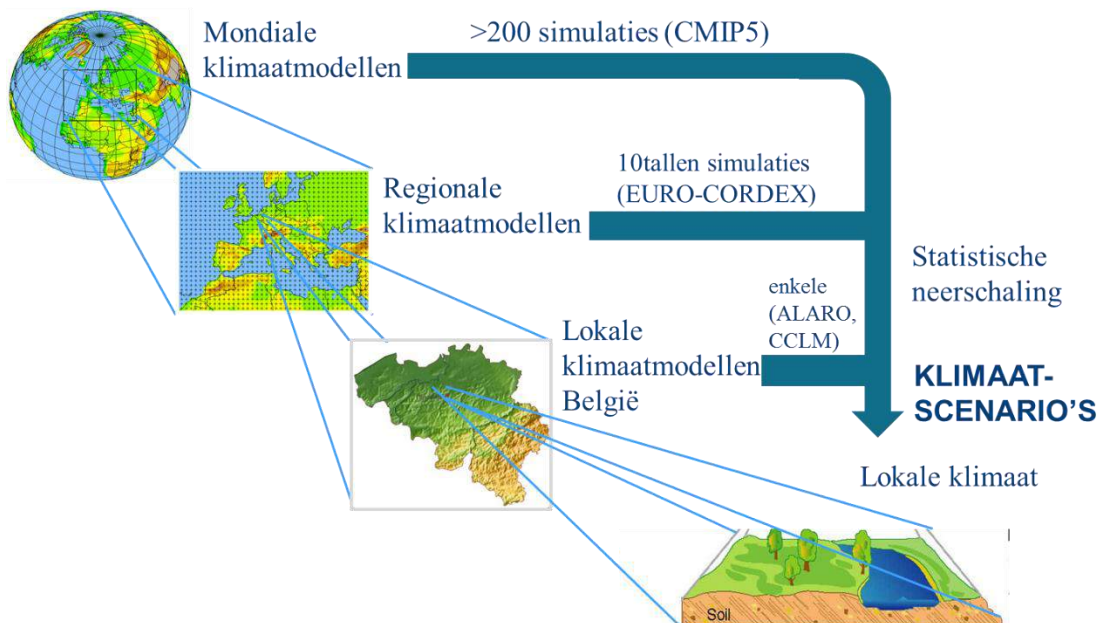 Mondiale
klimaatmodellen
>200 simulaties (CMIP5)
Regionale
klimaatmodellen
10tallen simulaties
(EURO-CORDEX)
Statistische
neerschaling
enkele
(ALARO,
CCLM)
Lokale
klimaatmodellen
België
KLIMAAT-
SCENARIO'S
Lokale klimaat
Soil